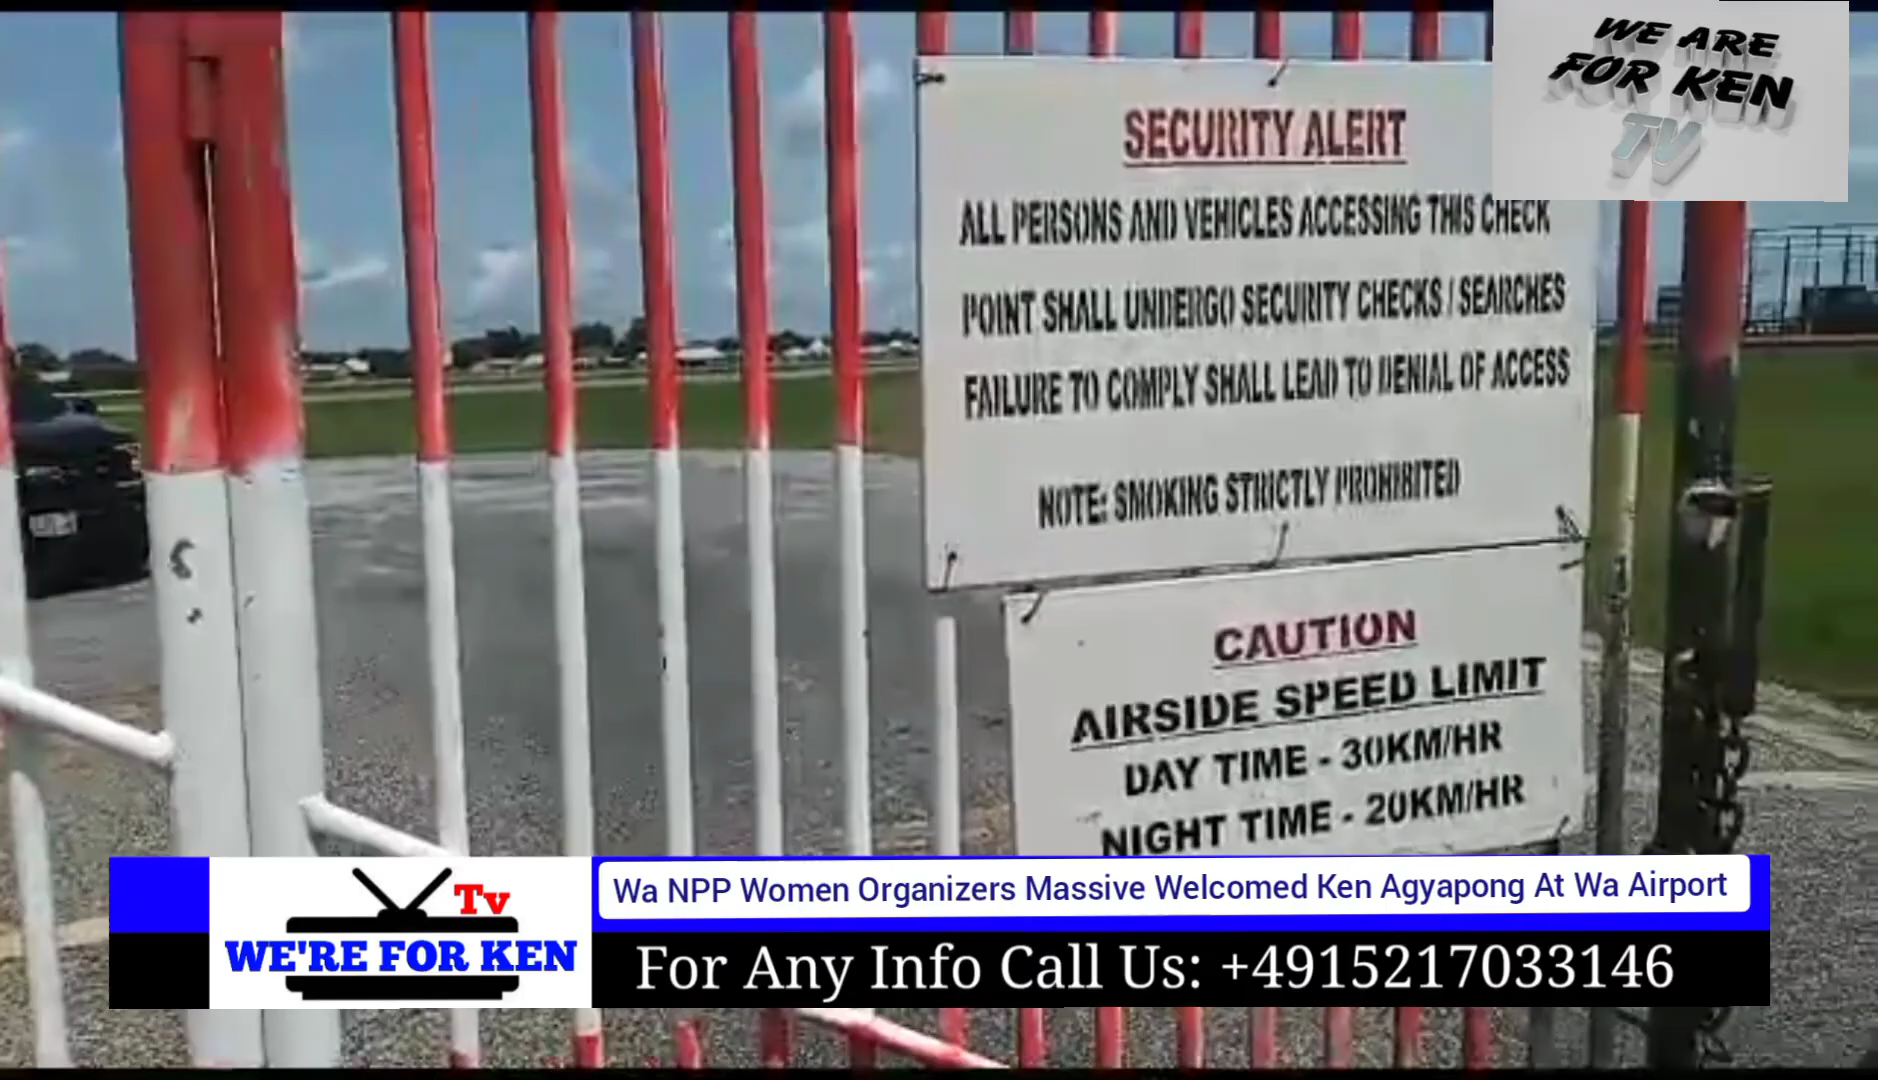 WE ARE
FOR KEN
TV
SECURITY ALERT
ALL PERSONS AND VEHICLES ACCESSING THIS CHECK
POINT SHALL UNDERGO SECURITY CHECKS / SEARCHES
FAILURE TO COMPLY SHALL LEAD TO DENIAL OF ACCESS
NOTE: SMOKING STRICTLY PROHIBITED
CAUTION
AIRSIDE SPEED LIMIT
DAY TIME - 30KM/HR
NIGHT TIME - 20KM/HR
Tv
WE'RE FOR KEN
Wa NPP Women Organizers Massive Welcomed Ken Agyapong At Wa Airport
For Any Info Call Us: +4915217033146